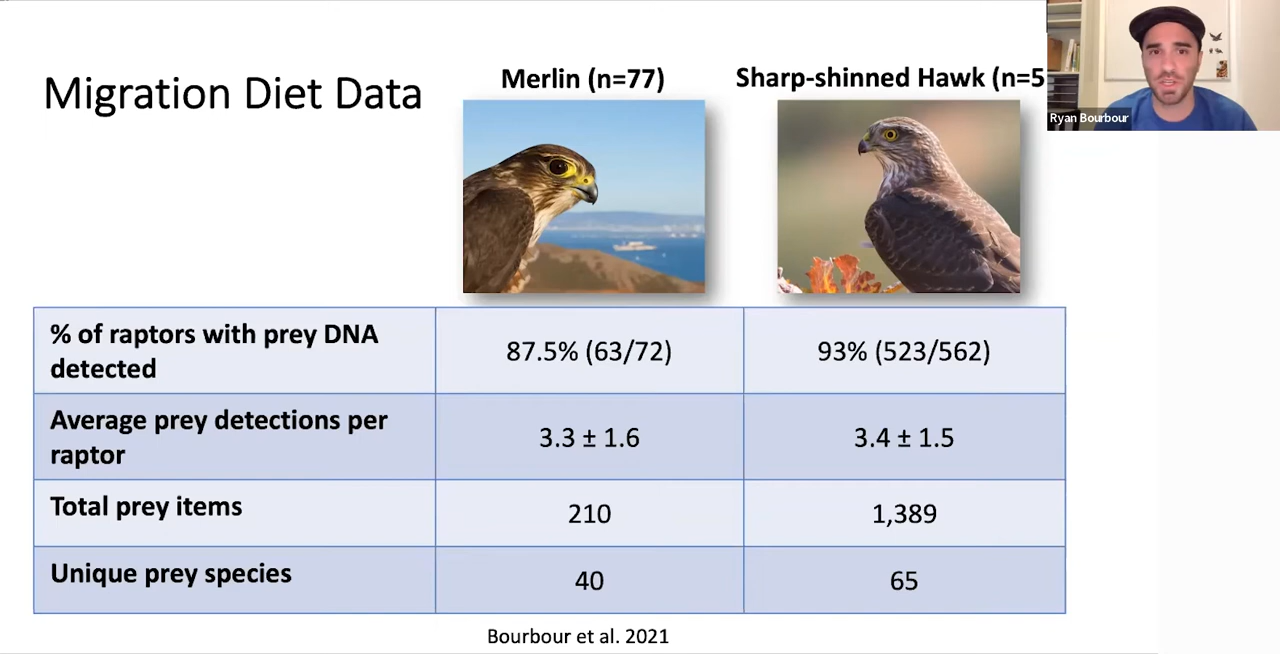 Migration Diet Data
Merlin (n=77)
Sharp-shinned Hawk (n=5
Ryan Bourbour
% of raptors with prey DNA
detected
87.5% (63/72)
93% (523/562)
Average prey detections per
raptor
3.3 ± 1.6
3.4 ± 1.5
Total prey items
210
1,389
Unique prey species
40
65
Bourbour et al. 2021